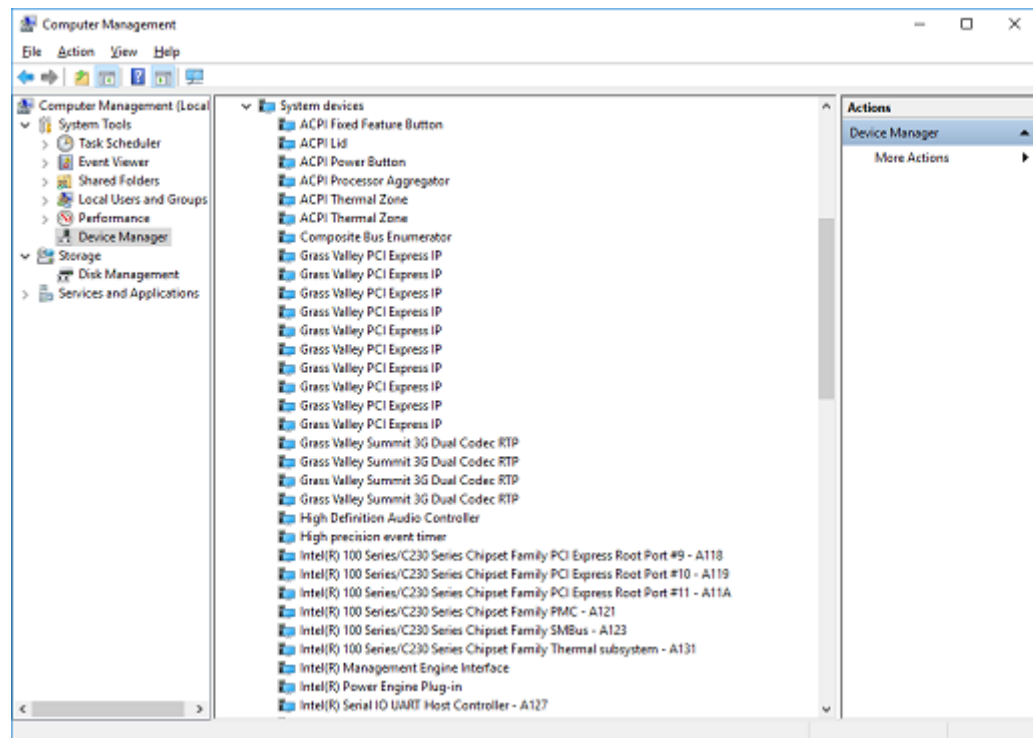 Computer Management
File Action View Help
Computer Management (Local
System Tools
Task Scheduler
Event Viewer
Shared Folders
Local Users and Groups
Performance
Device Manager
Storage
Disk Management
Services and Applications
System devices
ACPI Fixed Feature Button
ACPI Lid
ACPI Power Button
ACPI Processor Aggregator
ACPI Thermal Zone
ACPI Thermal Zone
Composite Bus Enumerator
Grass Valley PCI Express IP
Grass Valley PCI Express IP
Grass Valley PCI Express IP
Grass Valley PCI Express IP
Grass Valley PCI Express IP
Grass Valley PCI Express IP
Grass Valley PCI Express IP
Grass Valley PCI Express IP
Grass Valley PCI Express IP
Grass Valley PCI Express IP
Grass Valley Summit 3G Dual Codec RTP
Grass Valley Summit 3G Dual Codec RTP
Grass Valley Summit 3G Dual Codec RTP
Grass Valley Summit 3G Dual Codec RTP
High Definition Audio Controller
High precision event timer
Intel(R) 100 Series/C230 Series Chipset Family PCI Express Root Port #9 - A118
Intel(R) 100 Series/C230 Series Chipset Family PCI Express Root Port #10 - A119
Intel(R) 100 Series/C230 Series Chipset Family PCI Express Root Port #11 - A11A
Intel(R) 100 Series/C230 Series Chipset Family PMC - A121
Intel(R) 100 Series/C230 Series Chipset Family SMBus - A123
Intel(R) 100 Series/C230 Series Chipset Family Thermal subsystem - A131
Intel(R) Management Engine Interface
Intel(R) Power Engine Plug-in
Intel(R) Serial IO UART Host Controller - A127
Actions
Device Manager
More Actions